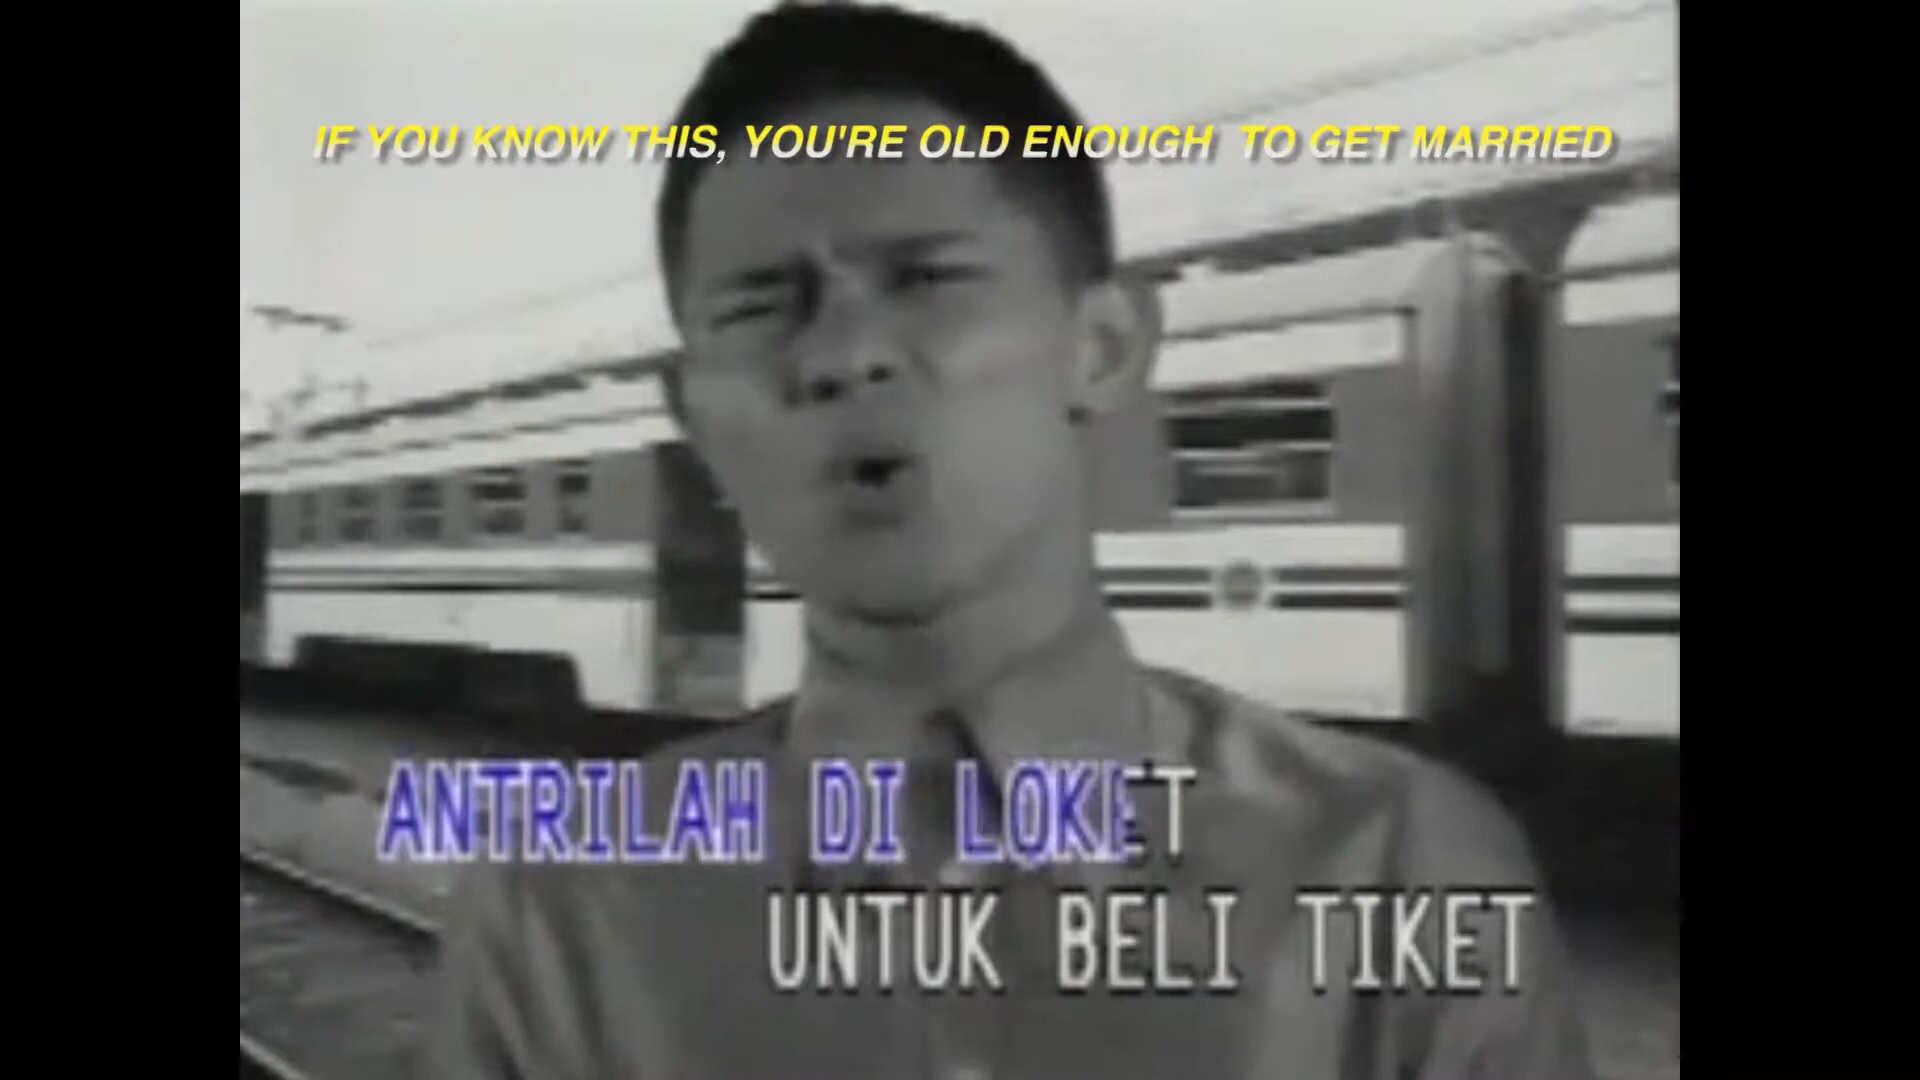 IF YOU KNOW THIS, YOU'RE OLD ENOUGH TO GET MARRIED
ANTRILAH DI LOKET
UNTUK BELI TIKET